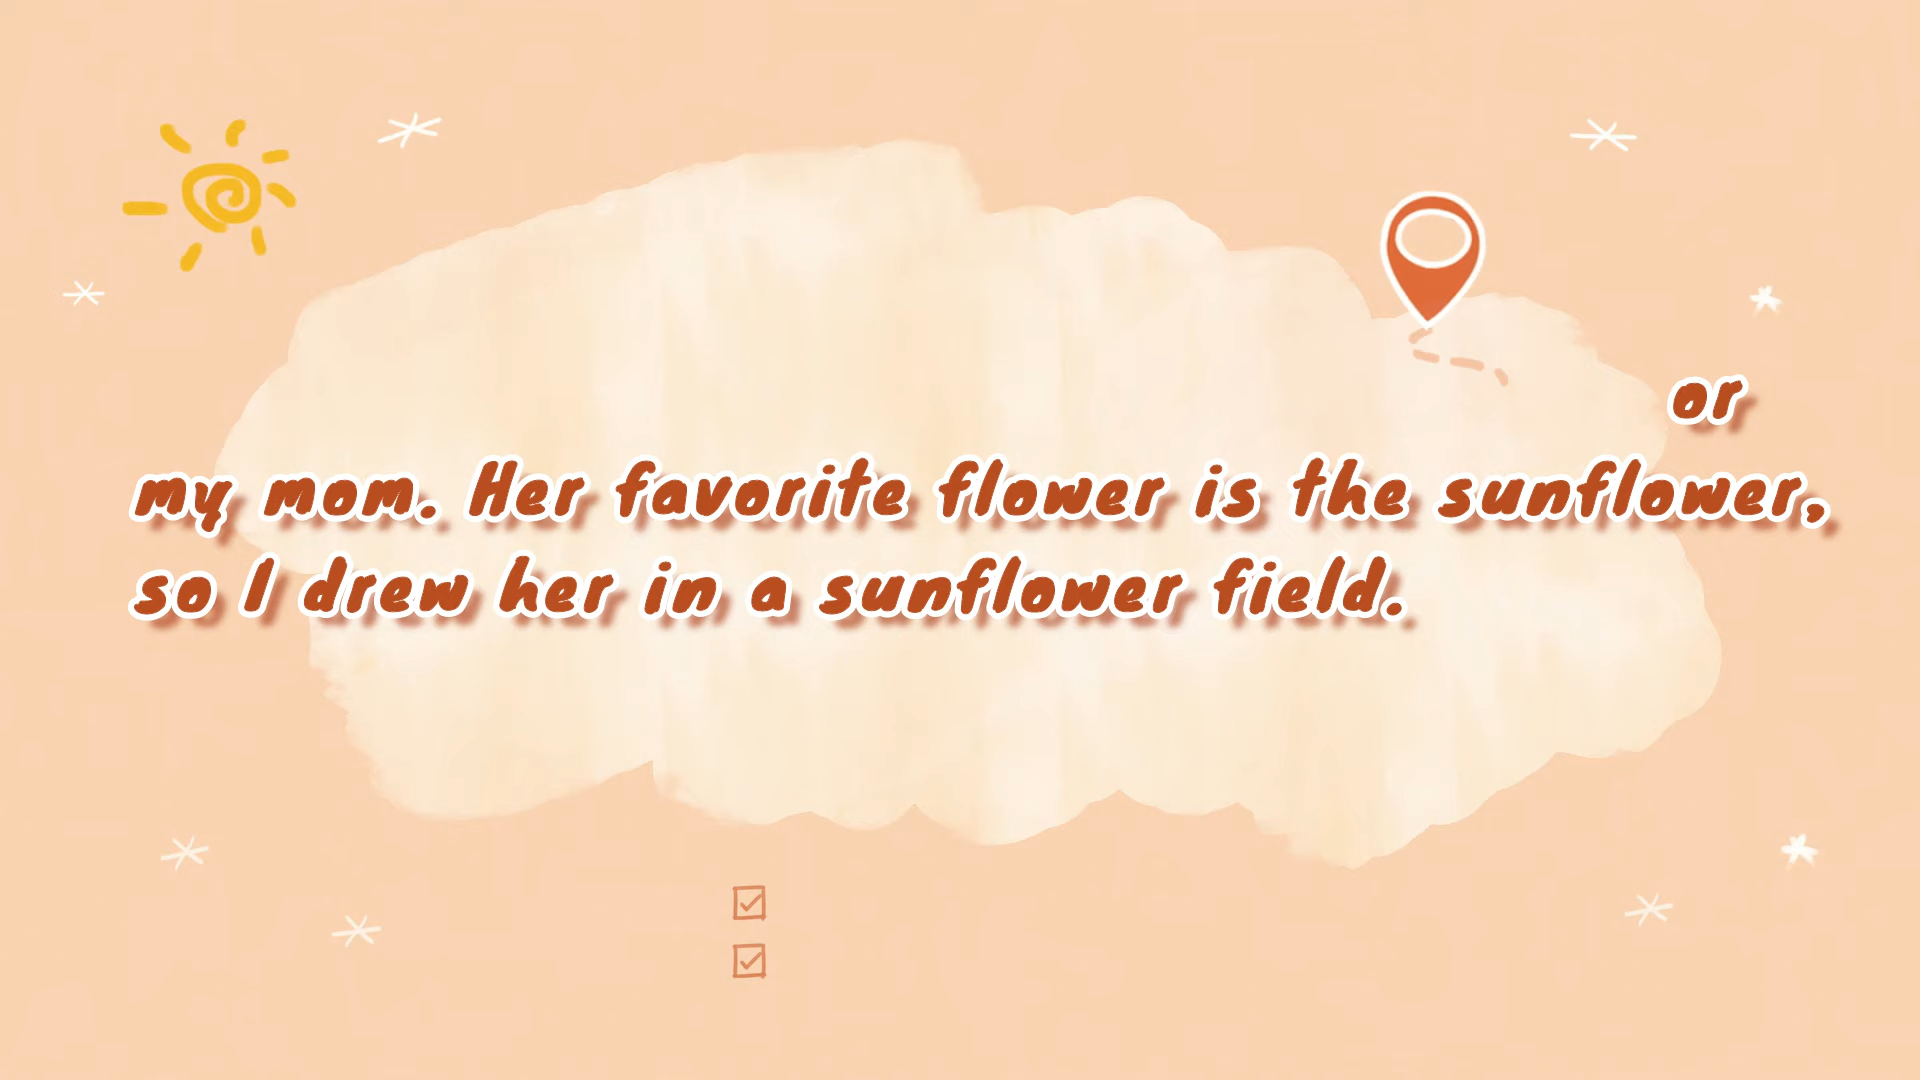 or
my mom. Her favorite flower is the sunflower,
so I drew her in a sunflower field.